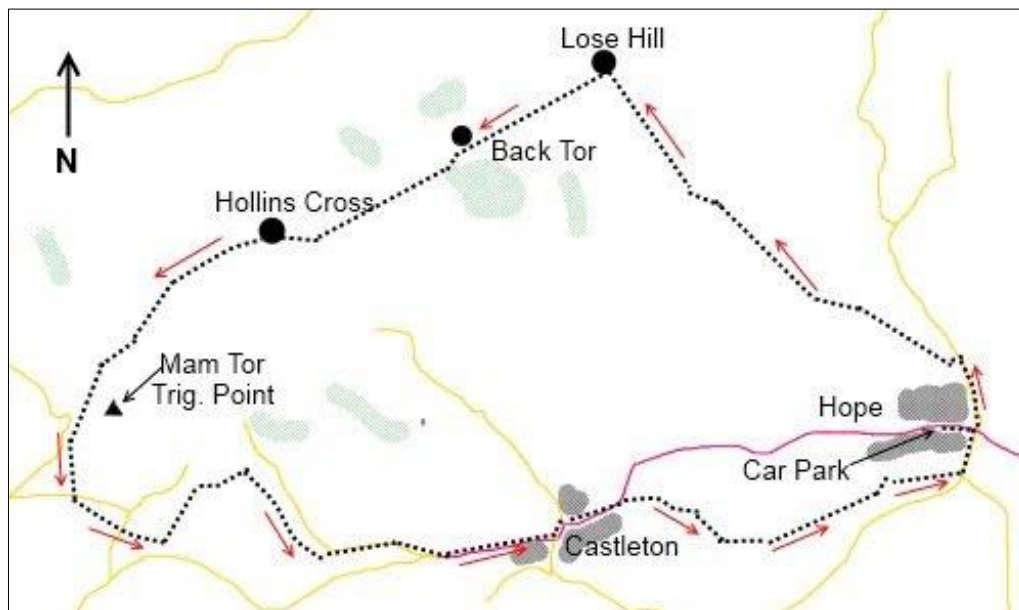 Lose Hill
N
Back Tor
Hollins Cross
Mam Tor
Trig. Point
Hope
Car Park
Castleton